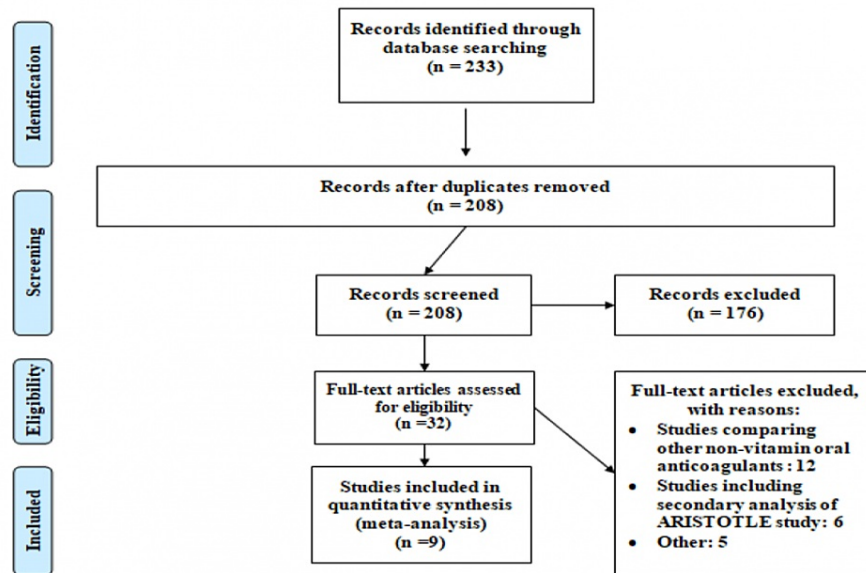 Identification
Records identified through
database searching
(n = 233)
Records after duplicates removed
(n = 208)
Screening
Records screened
(n = 208)
Records excluded
(n = 176)
Eligibility
Full-text articles assessed
for eligibility
(n =32)
Full-text articles excluded,
with reasons:
• Studies comparing
other non-vitamin oral
anticoagulants : 12
• Studies including
secondary analysis of
ARISTOTLE study: 6
• Other: 5
Included
Studies included in
quantitative synthesis
(meta-analysis)
(n =9)